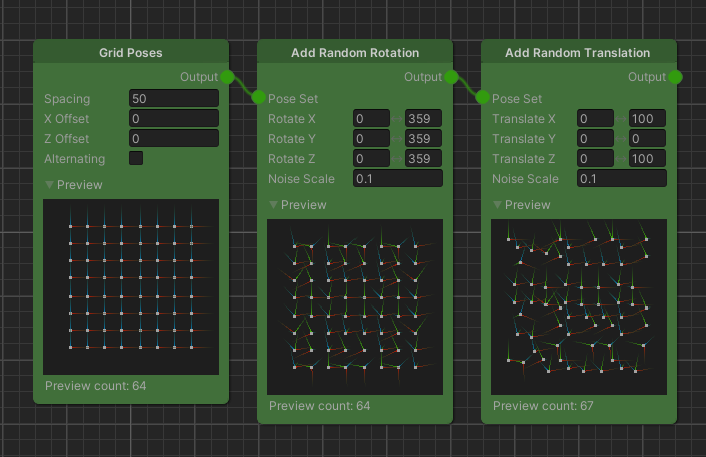 Grid Poses
Output
Spacing 50
X Offset 0
Z Offset 0
Alternating
Preview
Preview count: 64
Add Random Rotation
Output
Pose Set
Rotate X 0 359
Rotate Y 0 359
Rotate Z 0 359
Noise Scale 0.1
Preview
Preview count: 64
Add Random Translation
Output
Pose Set
Translate X 0 100
Translate Y 0 0
Translate Z 0 100
Noise Scale 0.1
Preview
Preview count: 67